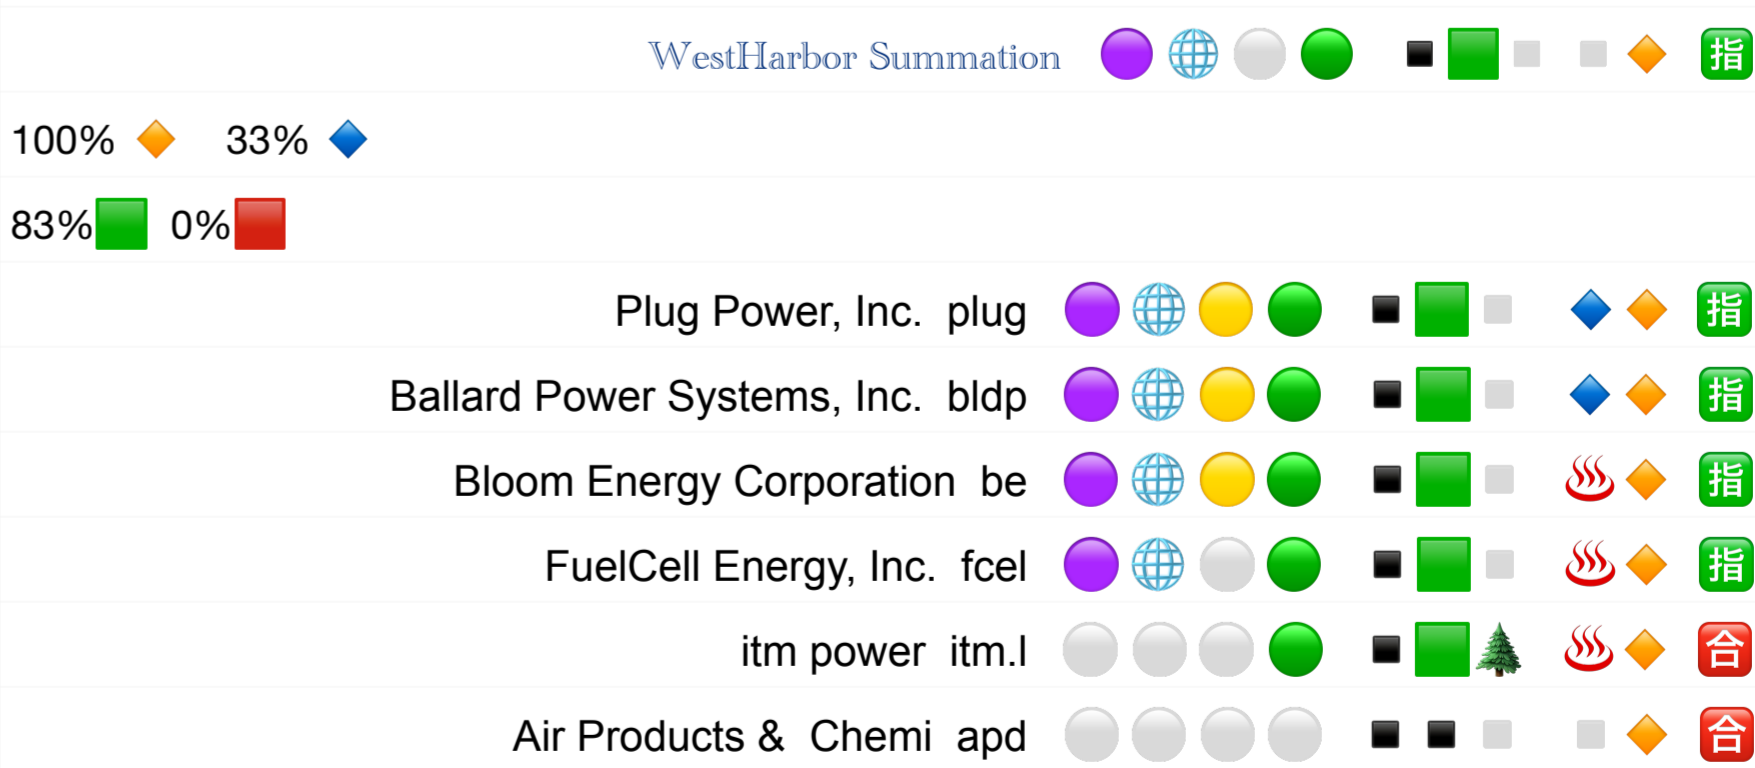 WestHarbor Summation 指
100% 33%
83% 0%
Plug Power, Inc. plug 指
Ballard Power Systems, Inc. bldp 指
Bloom Energy Corporation be 指
FuelCell Energy, Inc. fcel 指
itm power itm.l 合
Air Products & Chemi apd 合